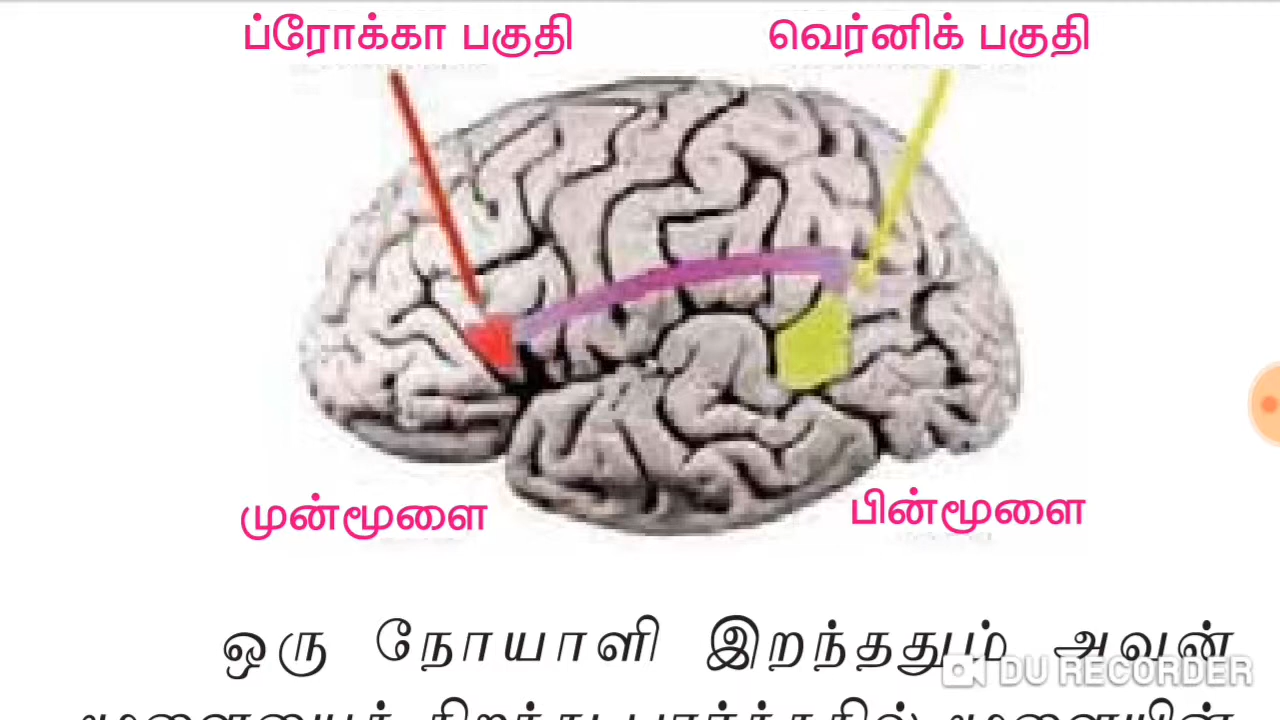 ப்ரோக்கா பகுதி வெர்னிக் பகுதி
முன்மூளை பின்மூளை
ஒரு நோயாளி இறந்ததும் அவன்
DU RECORDER